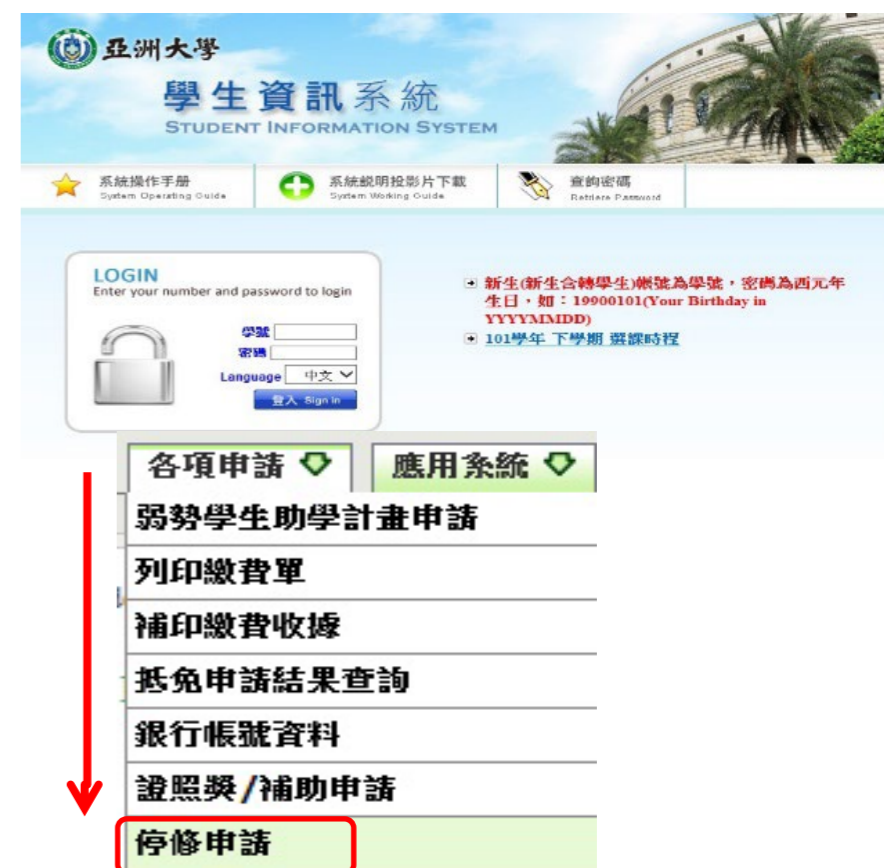 亞洲大學
學生資訊系統
STUDENT INFORMATION SYSTEM
系統操作手册
System Operating Guide
系統説明投影片下載
System Working Guide
查詢密碼
Retriere Password
LOGIN
Enter your number and password to login
學號
密碼
Language 中文
登入 Sign in
新生(新生含轉學生)帳號為學號，密碼為西元年
生日，如：19900101(Your Birthday in
YYYYMMDD)
101學年 下學期 選課時程
各項申請
應用系統
弱勢學生助學計畫申請
列印繳費單
補印繳費收據
抵免申請結果查詢
銀行帳號資料
證照獎/補助申請
停修申請